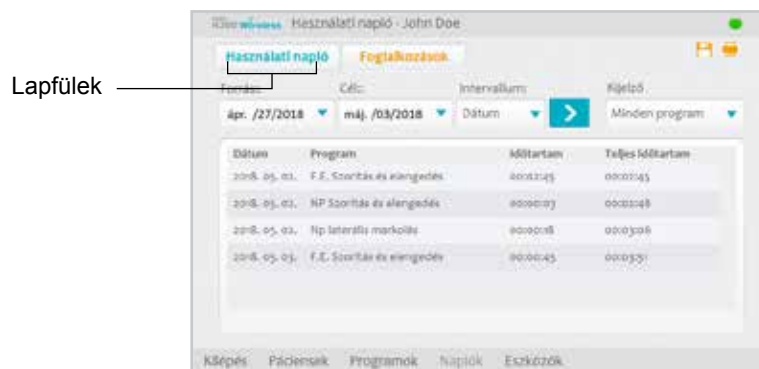 Használati napló - John Doe
Használati napló Foglalkozások
Lapfülek
Forrás: Cél: Intervallum: Kijelző
ápr. /27/2018 máj. /03/2018 Dátum Minden program
Dátum Program Időtartam Teljes időtartam
2018. 05. 02. F.E. Szorítás és elengedés 00:02:45 00:02:45
2018. 05. 02. NP Szorítás és elengedés 00:00:03 00:02:48
2018. 05. 02. Np laterális markolás 00:00:18 00:03:06
2018. 05. 03. F.E. Szorítás és elengedés 00:00:45 00:03:51
Kilépés Páciensek Programok Naplók Eszközök